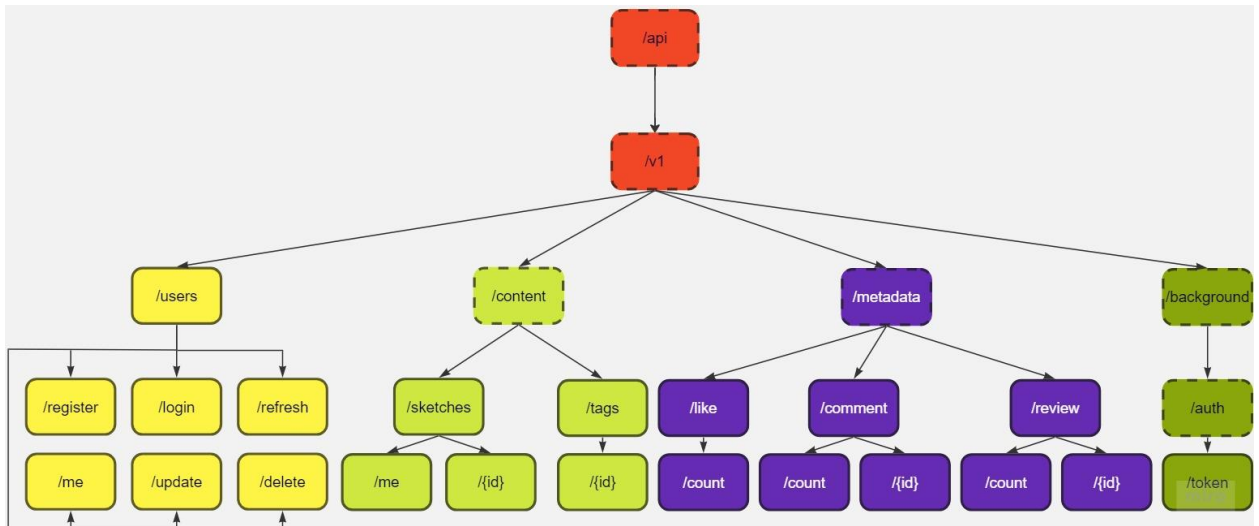 /api
/v1
/users
/content
/metadata
/background
/register
/login
/refresh
/sketches
/tags
/like
/comment
/review
/auth
/me
/update
/delete
/me
/{id}
/{id}
/count
/count
/{id}
/count
/{id}
/token